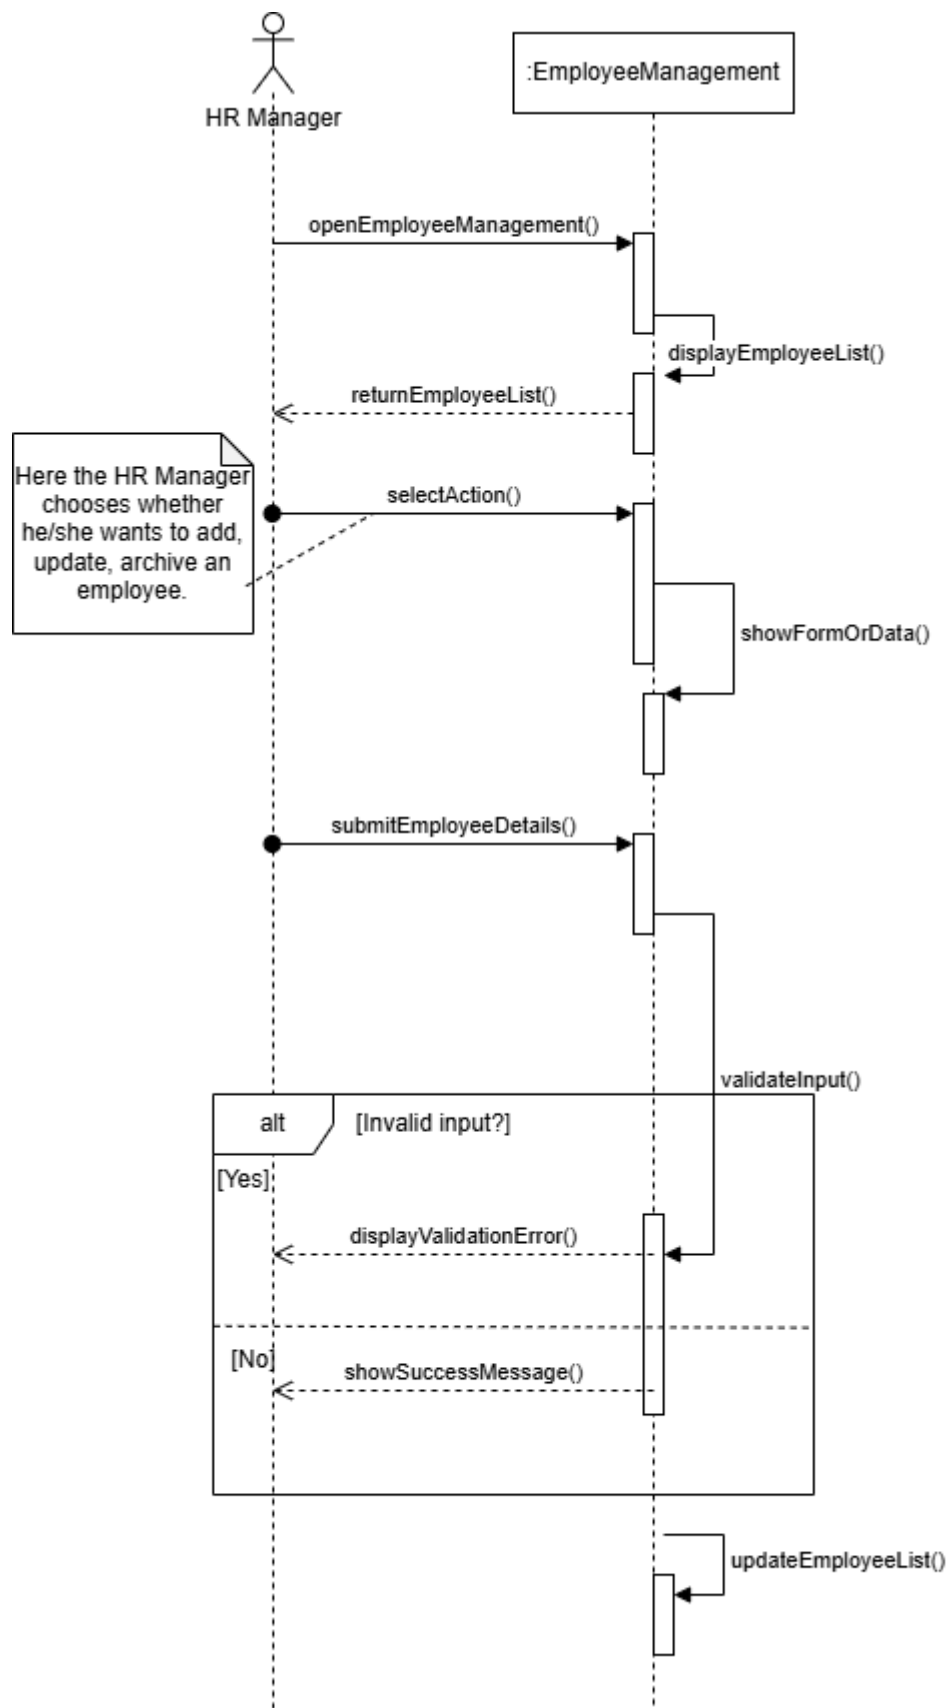 HR Manager
:EmployeeManagement
openEmployeeManagement()
displayEmployeeList()
returnEmployeeList()
Here the HR Manager
chooses whether
he/she wants to add,
update, archive an
employee.
selectAction()
showFormOrData()
submitEmployeeDetails()
validateInput()
alt
[Invalid input?]
[Yes]
displayValidationError()
[No]
showSuccessMessage()
updateEmployeeList()